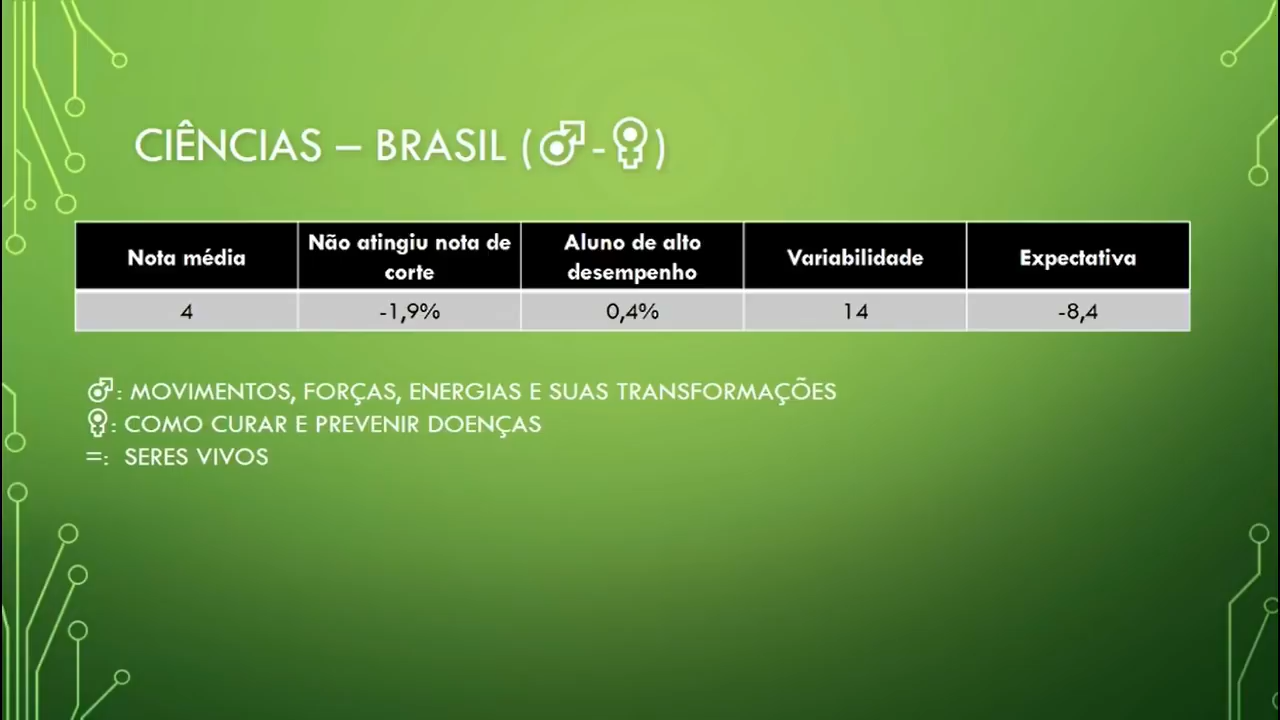 CIÊNCIAS – BRASIL (♂-♀)
Nota média
Não atingiu nota de corte
Aluno de alto desempenho
Variabilidade
Expectativa
4
-1,9%
0,4%
14
-8,4
♂: MOVIMENTOS, FORÇAS, ENERGIAS E SUAS TRANSFORMAÇÕES
♀: COMO CURAR E PREVENIR DOENÇAS
=: SERES VIVOS